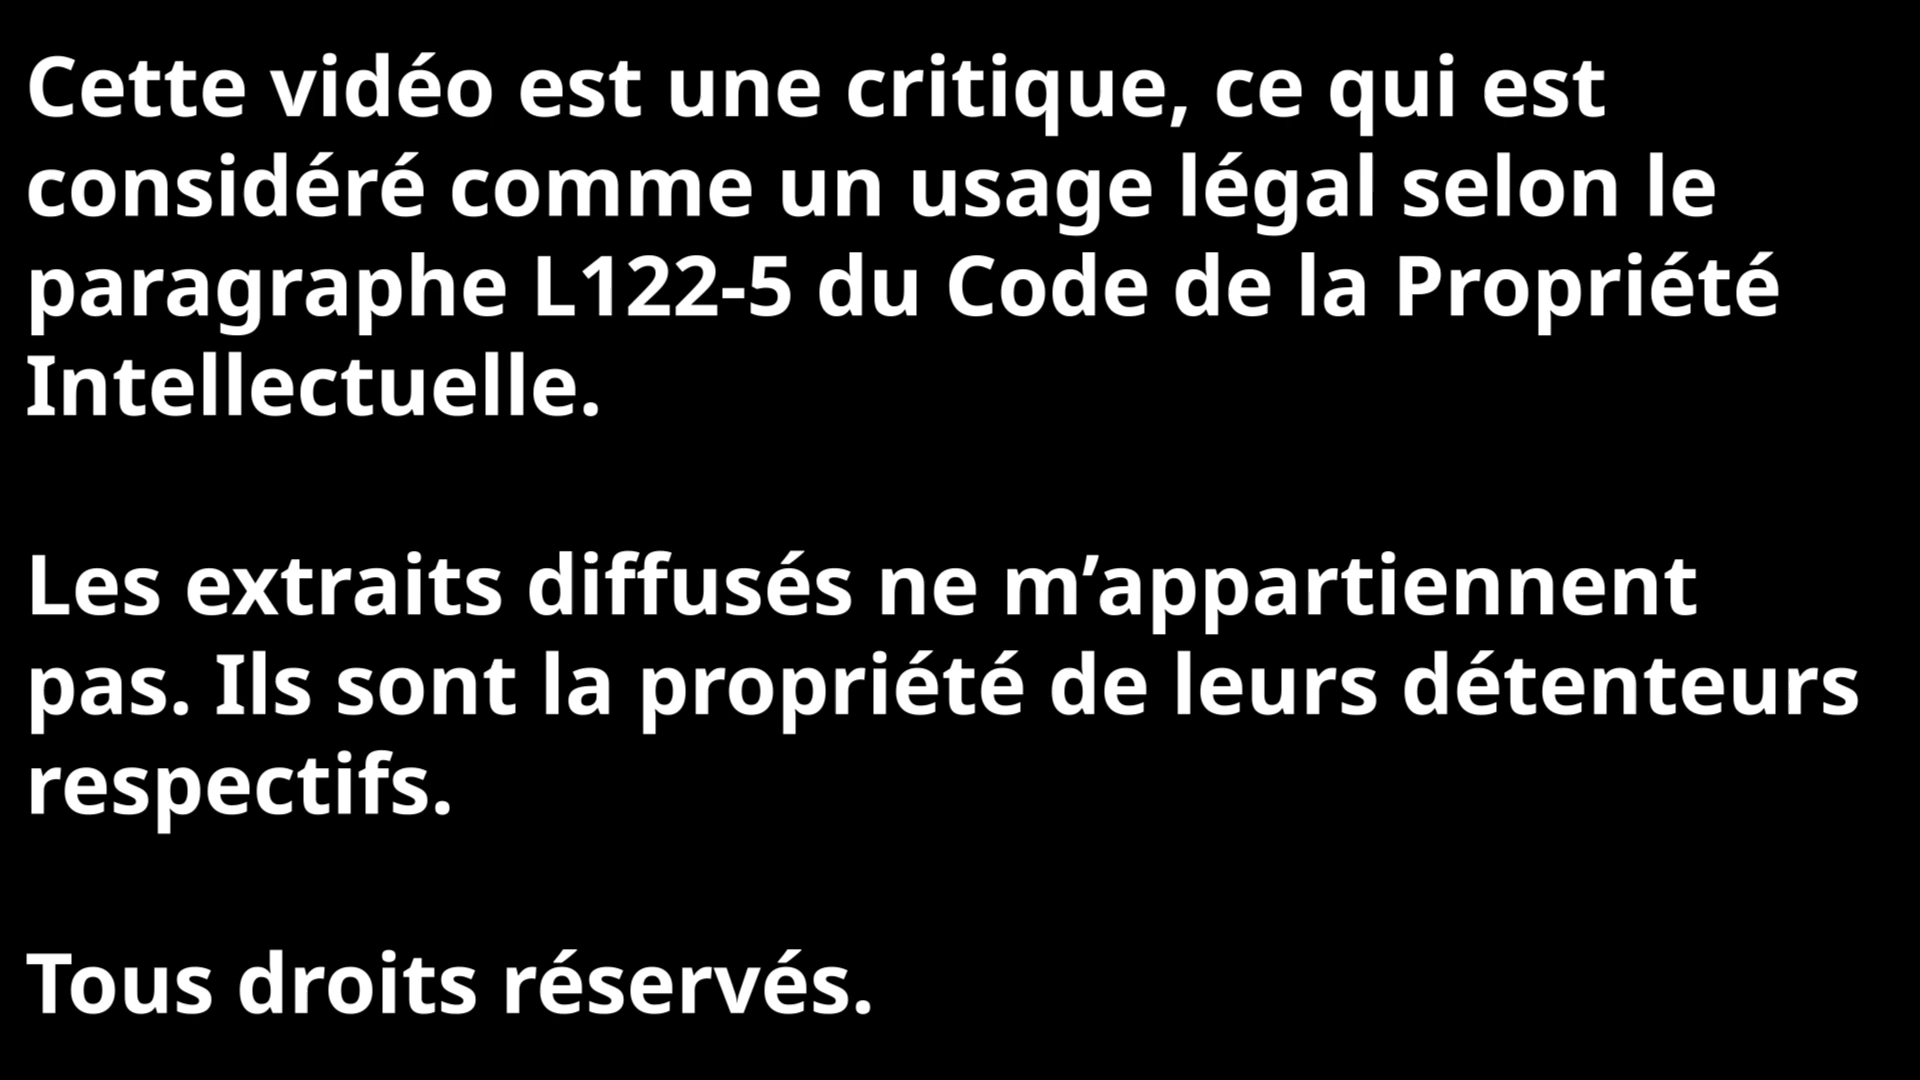 Cette vidéo est une critique, ce qui est
considéré comme un usage légal selon le
paragraphe L122-5 du Code de la Propriété
Intellectuelle.
Les extraits diffusés ne m’appartiennent
pas. Ils sont la propriété de leurs détenteurs
respectifs.
Tous droits réservés.